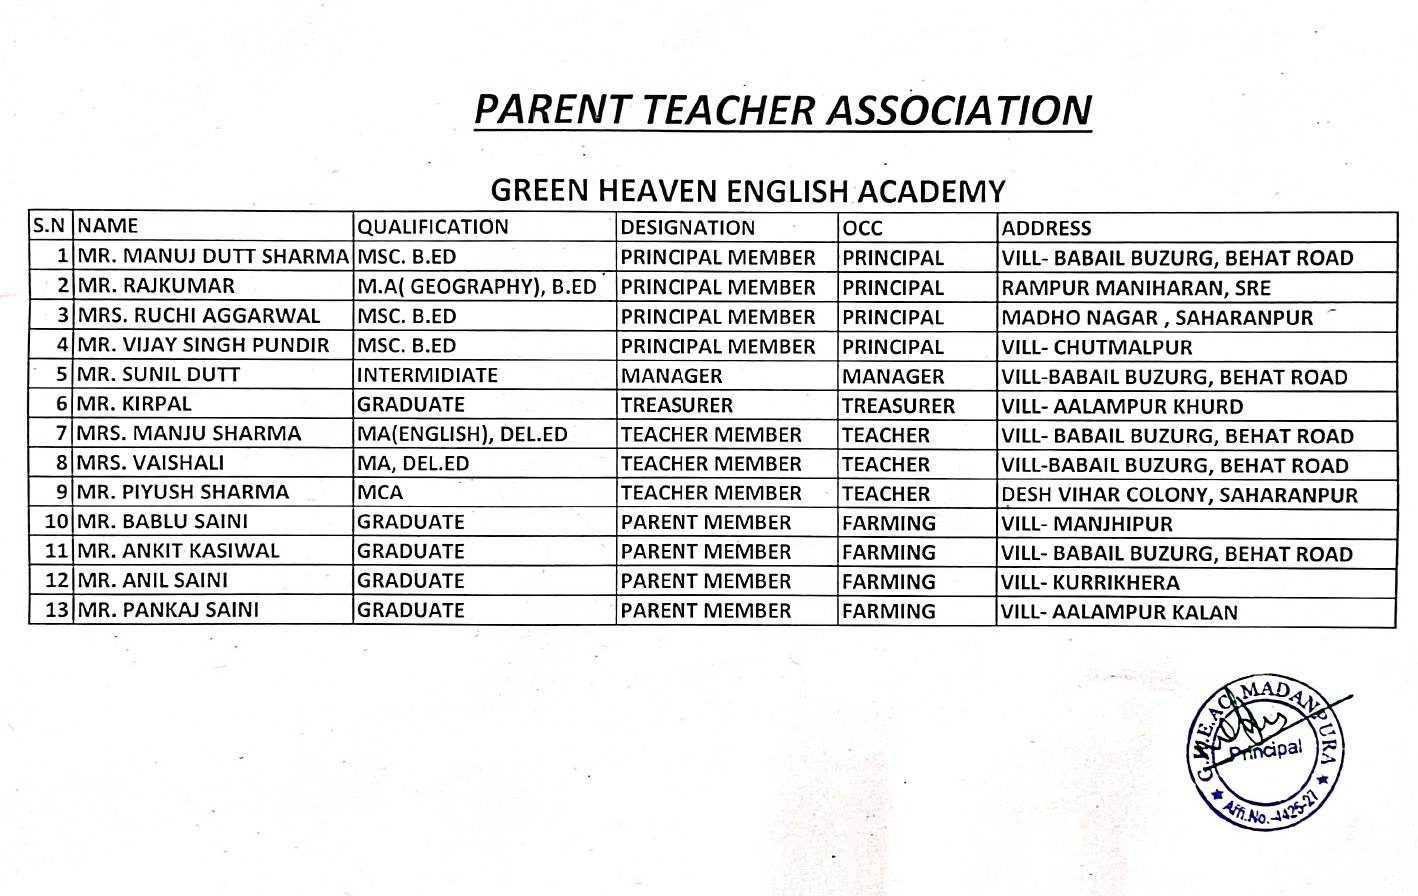 PARENT TEACHER ASSOCIATION
GREEN HEAVEN ENGLISH ACADEMY
S.N NAME QUALIFICATION DESIGNATION OCC ADDRESS
1 MR. MANUJ DUTT SHARMA MSC. B.ED PRINCIPAL MEMBER PRINCIPAL VILL- BABAIL BUZURG, BEHAT ROAD
2 MR. RAJKUMAR M.A( GEOGRAPHY), B.ED PRINCIPAL MEMBER PRINCIPAL RAMPUR MANIHARAN, SRE
3 MRS. RUCHI AGGARWAL MSC. B.ED PRINCIPAL MEMBER PRINCIPAL MADHO NAGAR , SAHARANPUR
4 MR. VIJAY SINGH PUNDIR MSC. B.ED PRINCIPAL MEMBER PRINCIPAL VILL- CHUTMALPUR
5 MR. SUNIL DUTT INTERMIDIATE MANAGER MANAGER VILL-BABAIL BUZURG, BEHAT ROAD
6 MR. KIRPAL GRADUATE TREASURER TREASURER VILL- AALAMPUR KHURD
7 MRS. MANJU SHARMA MA(ENGLISH), DEL.ED TEACHER MEMBER TEACHER VILL- BABAIL BUZURG, BEHAT ROAD
8 MRS. VAISHALI MA, DEL.ED TEACHER MEMBER TEACHER VILL-BABAIL BUZURG, BEHAT ROAD
9 MR. PIYUSH SHARMA MCA TEACHER MEMBER TEACHER DESH VIHAR COLONY, SAHARANPUR
10 MR. BABLU SAINI GRADUATE PARENT MEMBER FARMING VILL- MANJHIPUR
11 MR. ANKIT KASIWAL GRADUATE PARENT MEMBER FARMING VILL- BABAIL BUZURG, BEHAT ROAD
12 MR. ANIL SAINI GRADUATE PARENT MEMBER FARMING VILL- KURRIKHERA
13 MR. PANKAJ SAINI GRADUATE PARENT MEMBER FARMING VILL- AALAMPUR KALAN
MADANPURA
Principal
Affi.No.